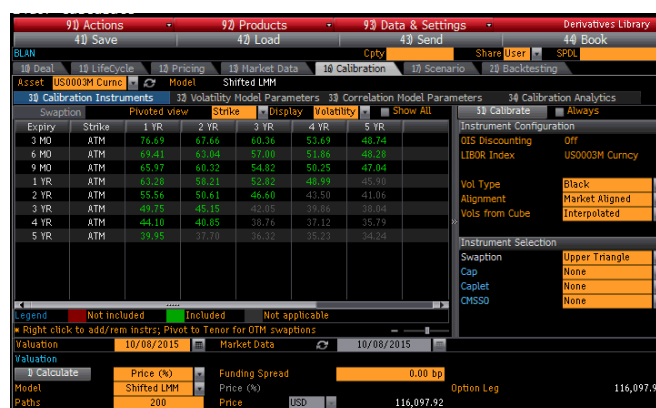 91) Actions 92) Products 93) Data & Settings Derivatives Library
41) Save 42) Load 43) Send 44) Book
BLAN Cpty Share User SPDL
10) Deal 11) LifeCycle 12) Pricing 13) Market Data 16) Calibration 17) Scenario 20) Backtesting
Asset US0003M Curnc Model Shifted LMM
31) Calibration Instruments 32) Volatility Model Parameters 33) Correlation Model Parameters 34) Calibration Analytics
Swaption Pivoted view Strike Display Volatility Show All 51) Calibrate Always
Expiry Strike 1 YR 2 YR 3 YR 4 YR 5 YR Instrument Configuration
3 MO ATM 76.69 67.66 60.36 53.69 48.74 OIS Discounting Off
6 MO ATM 69.41 63.04 57.00 51.86 48.28 LIBOR Index US0003M Curncy
9 MO ATM 65.97 60.32 54.82 50.25 47.04
1 YR ATM 63.28 58.21 52.82 48.99 45.90 Vol Type Black
2 YR ATM 55.56 50.61 46.60 43.50 41.06 Alignment Market Aligned
3 YR ATM 49.75 45.15 42.05 39.86 38.04 Vols from Cube Interpolated
4 YR ATM 44.10 40.85 38.76 37.12 35.79
5 YR ATM 39.95 37.70 36.32 35.23 34.24 Instrument Selection
Swaption Upper Triangle
Cap None
Caplet None
CMSSO None
Legend Not included Included Not applicable
Right click to add/rem instrs; Pivot to Tenor for OTM swaptions
Valuation 10/08/2015 Market Data 10/08/2015
Valuation
1) Calculate Price (%) Funding Spread 0.00 bp
Model Shifted LMM Price (%) Option Leg 116,097.9
Paths 200 Price USD 116,097.92